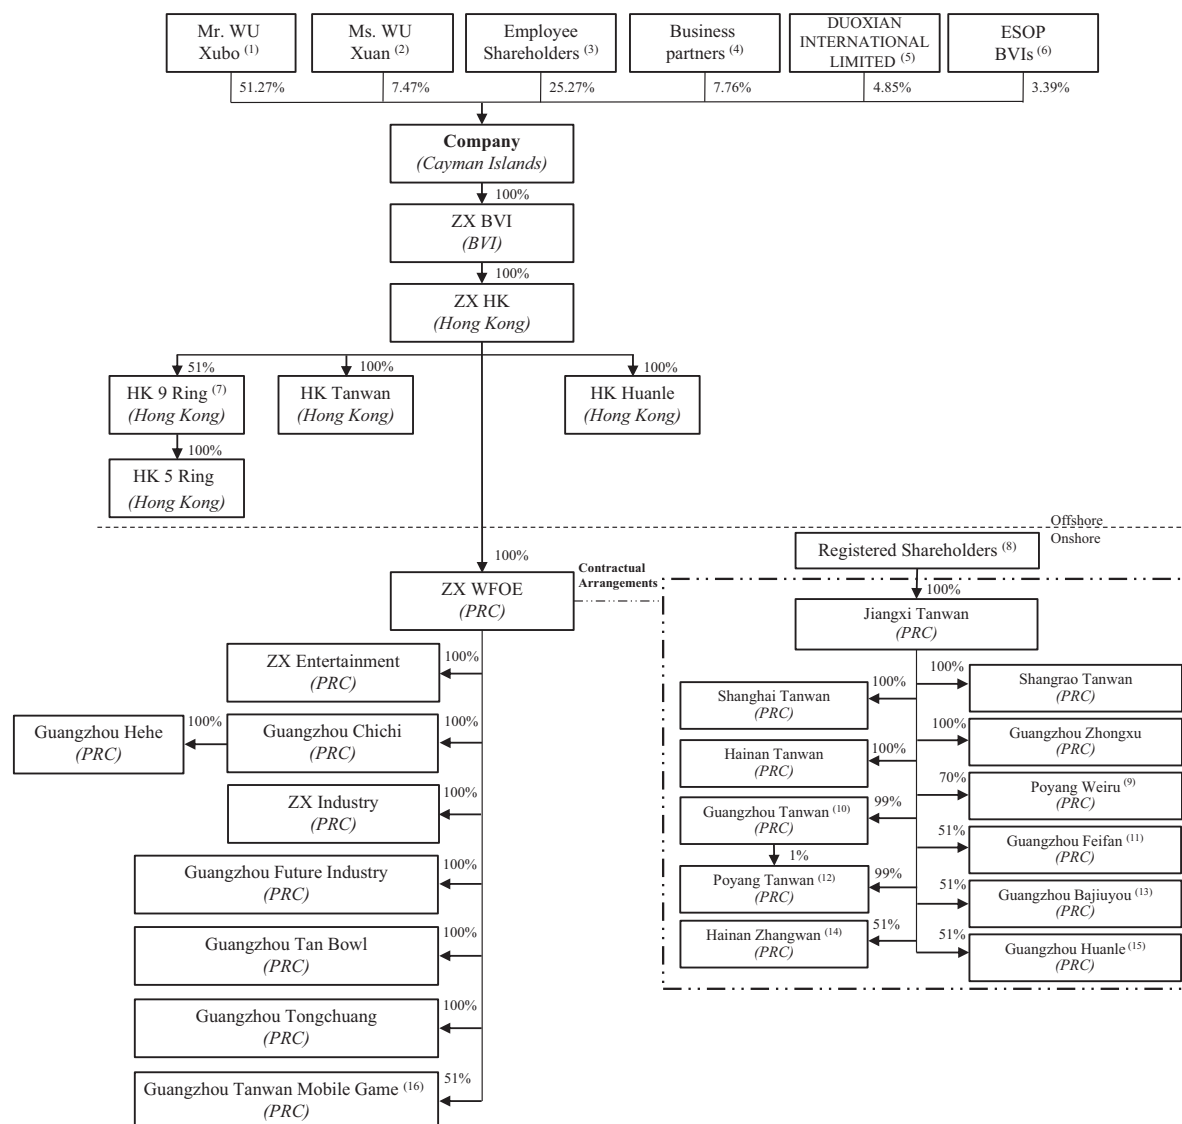 Mr. WU
Xubo (1)
Ms. WU
Xuan (2)
Employee
Shareholders (3)
Business
partners (4)
DUOXIAN
INTERNATIONAL
LIMITED (5)
ESOP
BVIs (6)
51.27%
7.47%
25.27%
7.76%
4.85%
3.39%
Company
(Cayman Islands)
100%
ZX BVI
(BVI)
100%
ZX HK
(Hong Kong)
51%
100%
100%
HK 9 Ring (7)
(Hong Kong)
HK Tanwan
(Hong Kong)
HK Huanle
(Hong Kong)
100%
HK 5 Ring
(Hong Kong)
Offshore
Onshore
100%
Registered Shareholders (8)
Contractual
Arrangements
ZX WFOE
(PRC)
100%
Jiangxi Tanwan
(PRC)
100%
ZX Entertainment
(PRC)
100%
Guangzhou Chichi
(PRC)
100%
Guangzhou Hehe
(PRC)
100%
ZX Industry
(PRC)
100%
Guangzhou Future Industry
(PRC)
100%
Guangzhou Tan Bowl
(PRC)
100%
Guangzhou Tongchuang
(PRC)
51%
Guangzhou Tanwan Mobile Game (16)
(PRC)
100%
Shanghai Tanwan
(PRC)
100%
Hainan Tanwan
(PRC)
99%
Guangzhou Tanwan (10)
(PRC)
1%
99%
Poyang Tanwan (12)
(PRC)
51%
Hainan Zhangwan (14)
(PRC)
100%
Shangrao Tanwan
(PRC)
100%
Guangzhou Zhongxu
(PRC)
70%
Poyang Weiru (9)
(PRC)
51%
Guangzhou Feifan (11)
(PRC)
51%
Guangzhou Bajiuyou (13)
(PRC)
51%
Guangzhou Huanle (15)
(PRC)